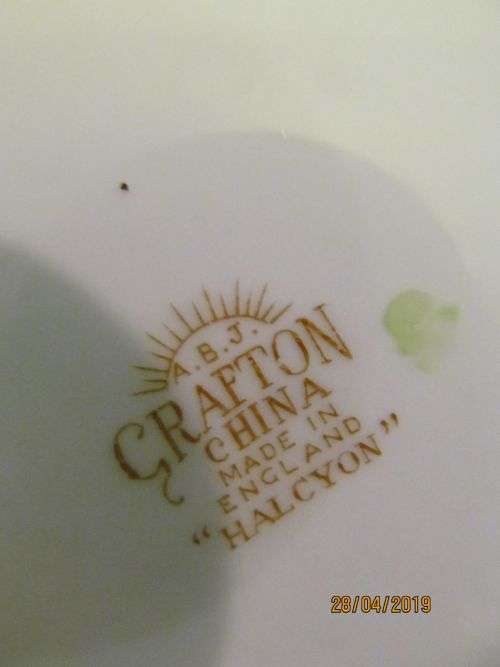 A.B.J.
GRAFTON
CHINA
MADE IN
ENGLAND
"HALCYON"
28/04/2019